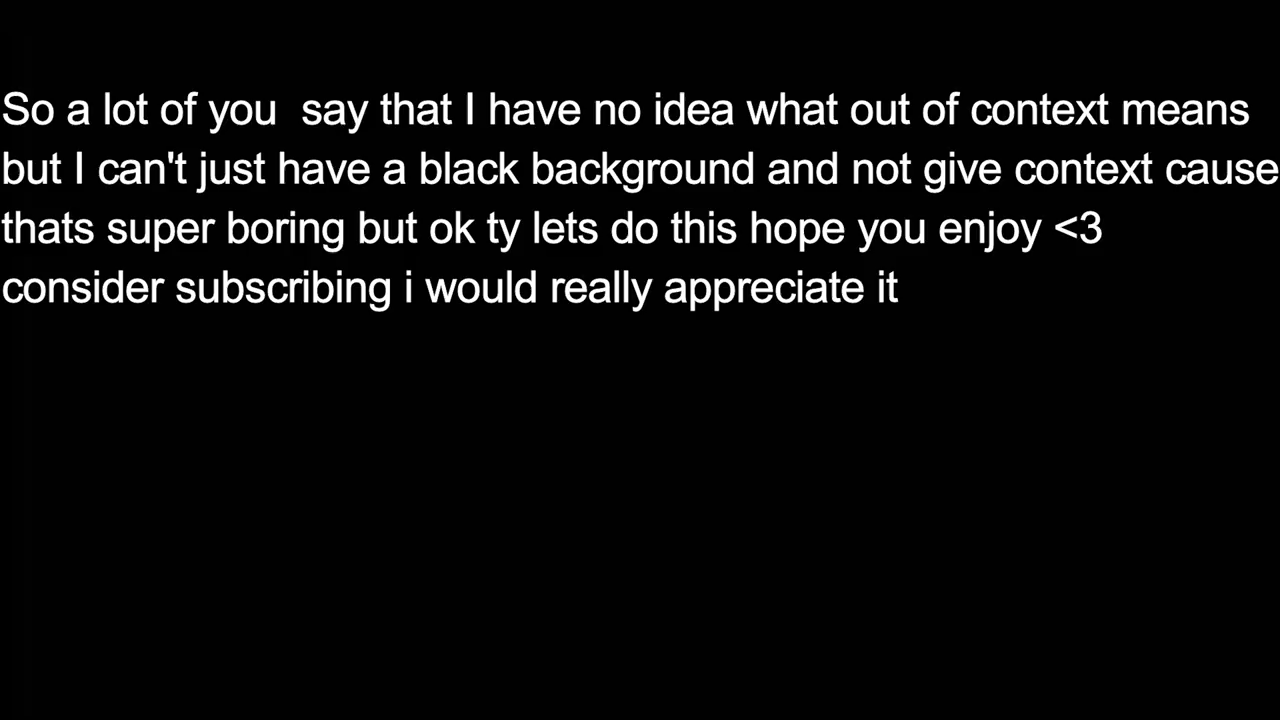 So a lot of you  say that I have no idea what out of context means
but I can't just have a black background and not give context cause
thats super boring but ok ty lets do this hope you enjoy <3
consider subscribing i would really appreciate it